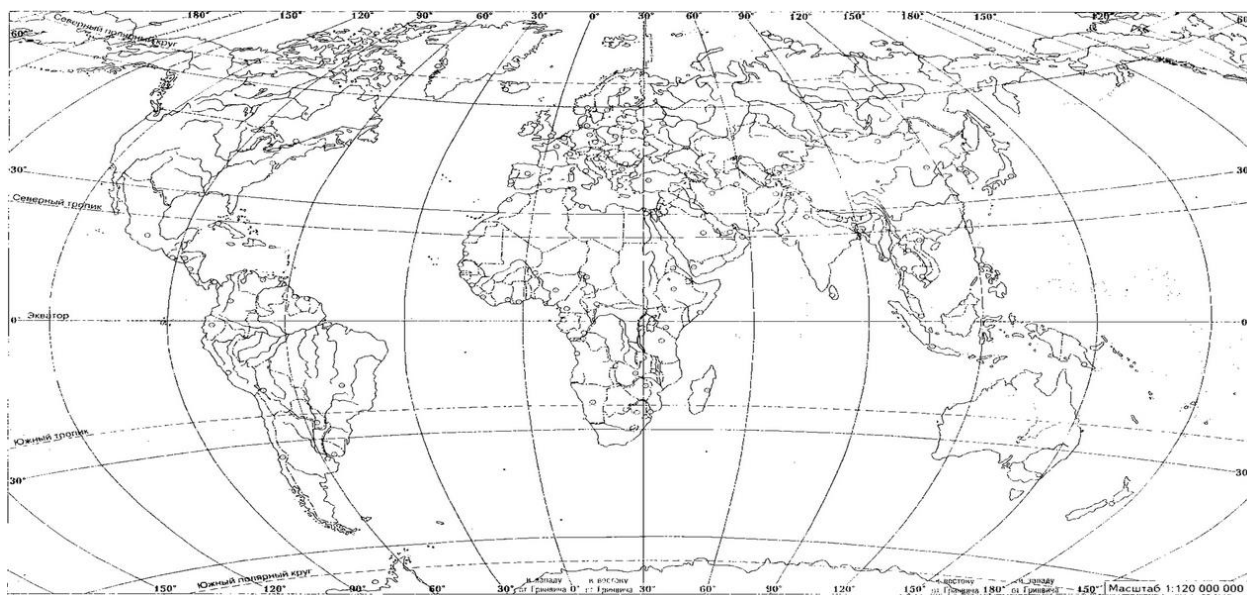 180° 150° 120° 90° 60° 30° 0° 30° 60° 90° 120° 150° 180° 150° 120° 60°
Северный полярный круг
60°
30° 30°
Северный тропик
Экватор
0° 0°
Южный тропик
30° 30°
Южный полярный круг
к западу к востоку к востоку к западу
от Гринвича от Гринвича от Гринвича от Гринвича
150° 120° 90° 60° 30° 0° 30° 60° 90° 120° 150° 180° 150°
Масштаб 1:120 000 000